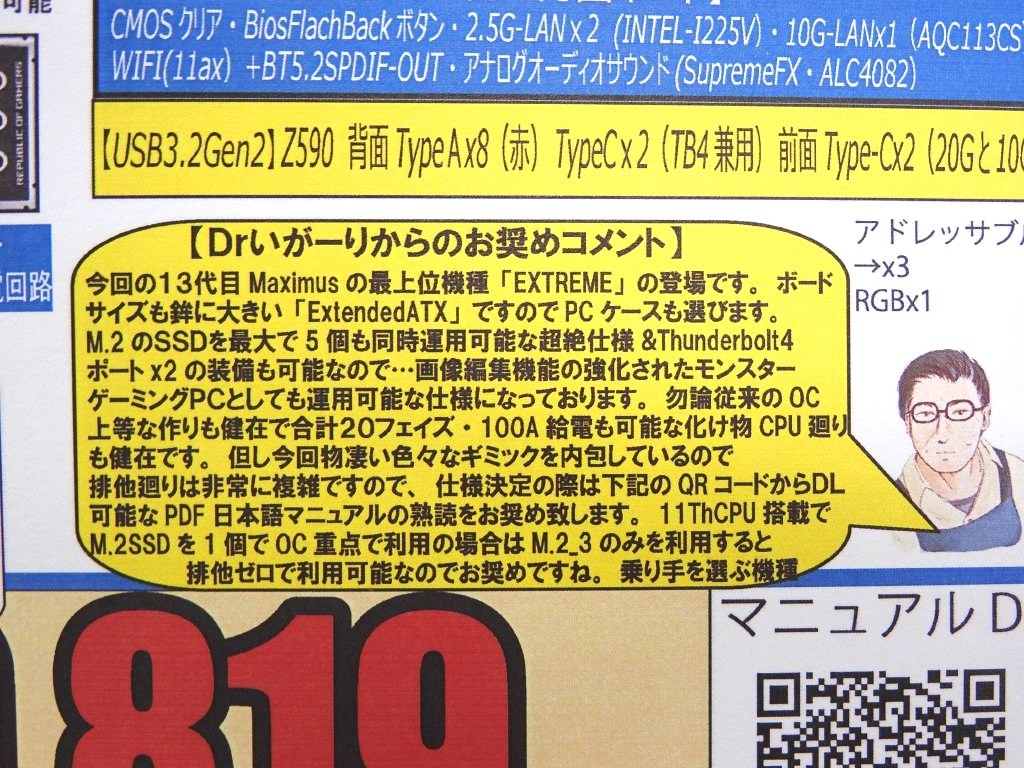 可能
CMOS クリア・BiosFlachBack ボタン・2.5G-LAN x 2（INTEL-I225V）・10G-LANx1（AQC113CS
WIFI(11ax）+BT5.2SPDIF-OUT・アナログオーディオサウンド(SupremeFX・ALC4082)
REPUBLIC OF GAMERS
【USB3.2Gen2】Z590 背面 TypeAx8（赤）TypeC x 2（TB4 兼用）前面 Type-Cx2（20Gと10G
回路
アドレッサブル
→x3
RGBx1
【Drいがーりからのお奨めコメント】
今回の13代目 Maximus の最上位機種「EXTREME」の登場です。ボード
サイズも鉾に大きい「ExtendedATX」ですので PC ケースも選びます。
M.2 のSSDを最大で 5 個も同時運用可能な超絶仕様 &Thunderbolt4
ポート x2 の装備も可能なので…画像編集機能の強化されたモンスター
ゲーミングPCとしても運用可能な仕様になっております。勿論従来の OC
上等な作りも健在で合計20フェイズ・100A 給電も可能な化け物 CPU 廻り
も健在です。但し今回物凄い色々なギミックを内包しているので
排他廻りは非常に複雑ですので、仕様決定の際は下記の QR コードからDL
可能な PDF 日本語マニュアルの熟読をお奨め致します。11ThCPU 搭載で
M.2SSD を 1 個で OC 重点で利用の場合は M.2_3 のみを利用すると
排他ゼロで利用可能なのでお奨めですね。乗り手を選ぶ機種
819
マニュアル D